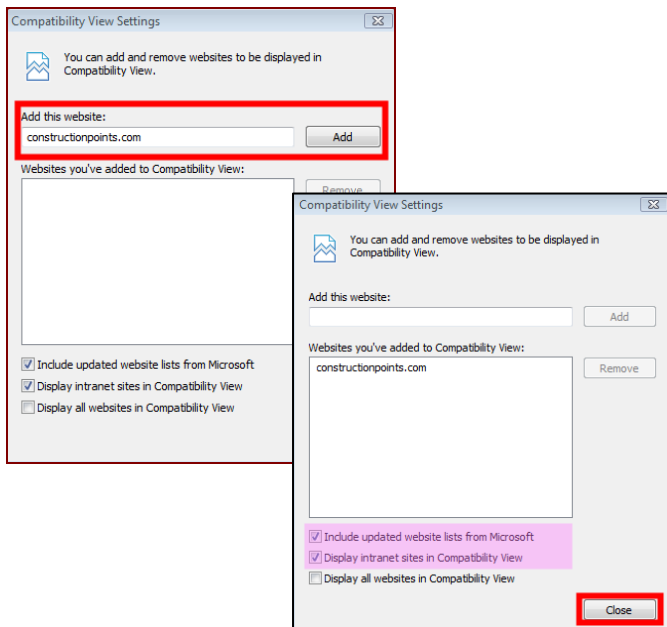 Compatibility View Settings
You can add and remove websites to be displayed in
Compatibility View.
Add this website:
constructionpoints.com
Add
Websites you've added to Compatibility View:
Remove
Include updated website lists from Microsoft
Display intranet sites in Compatibility View
Display all websites in Compatibility View
Compatibility View Settings
You can add and remove websites to be displayed in
Compatibility View.
Add this website:
Add
Websites you've added to Compatibility View:
constructionpoints.com
Remove
Include updated website lists from Microsoft
Display intranet sites in Compatibility View
Display all websites in Compatibility View
Close